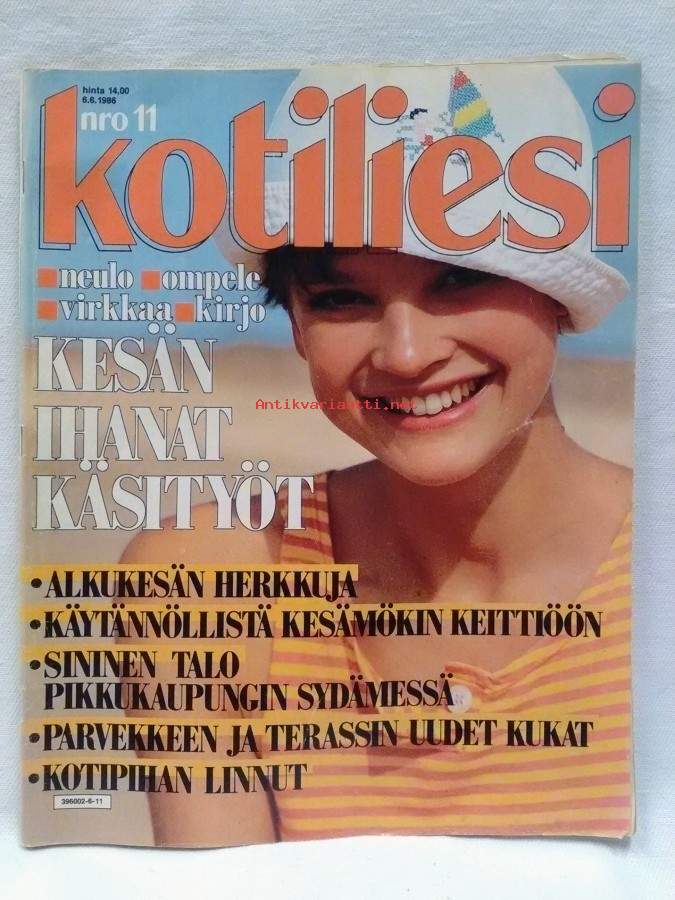 hinta 14,00
6.6.1986
nro 11
kotiliesi
neulo ompele
virkkaa kirjo
KESÄN
IHANAT
KÄSITYÖT
Antikvariaatti.net
•ALKUKESÄN HERKKUJA
•KÄYTÄNNÖLLISTÄ KESÄMÖKIN KEITTIÖÖN
•SININEN TALO
PIKKUKAUPUNGIN SYDÄMESSÄ
•PARVEKKEEN JA TERASSIN UUDET KUKAT
•KOTIPIHAN LINNUT
396002-6-11